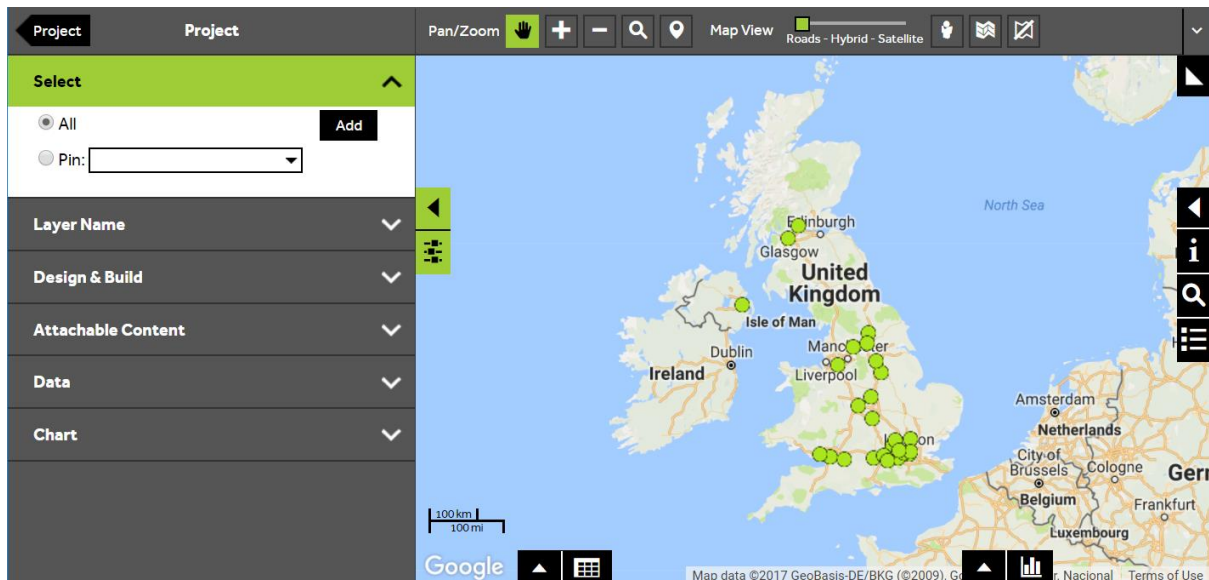 Project
Project
Pan/Zoom
Map View
Roads - Hybrid - Satellite
Select
All
Add
Pin:
Layer Name
Design & Build
Attachable Content
Data
Chart
North Sea
Edinburgh
Glasgow
United
Kingdom
Isle of Man
Dublin
Ireland
Liverpool
Amsterdam
Netherlands
City of
Brussels
Cologne
Belgium
Frankfurt
Luxembourg
100 km
100 mi
Google
Map data ©2017 GeoBasis-DE/BKG (©2009),
Nacional
Terms of Use